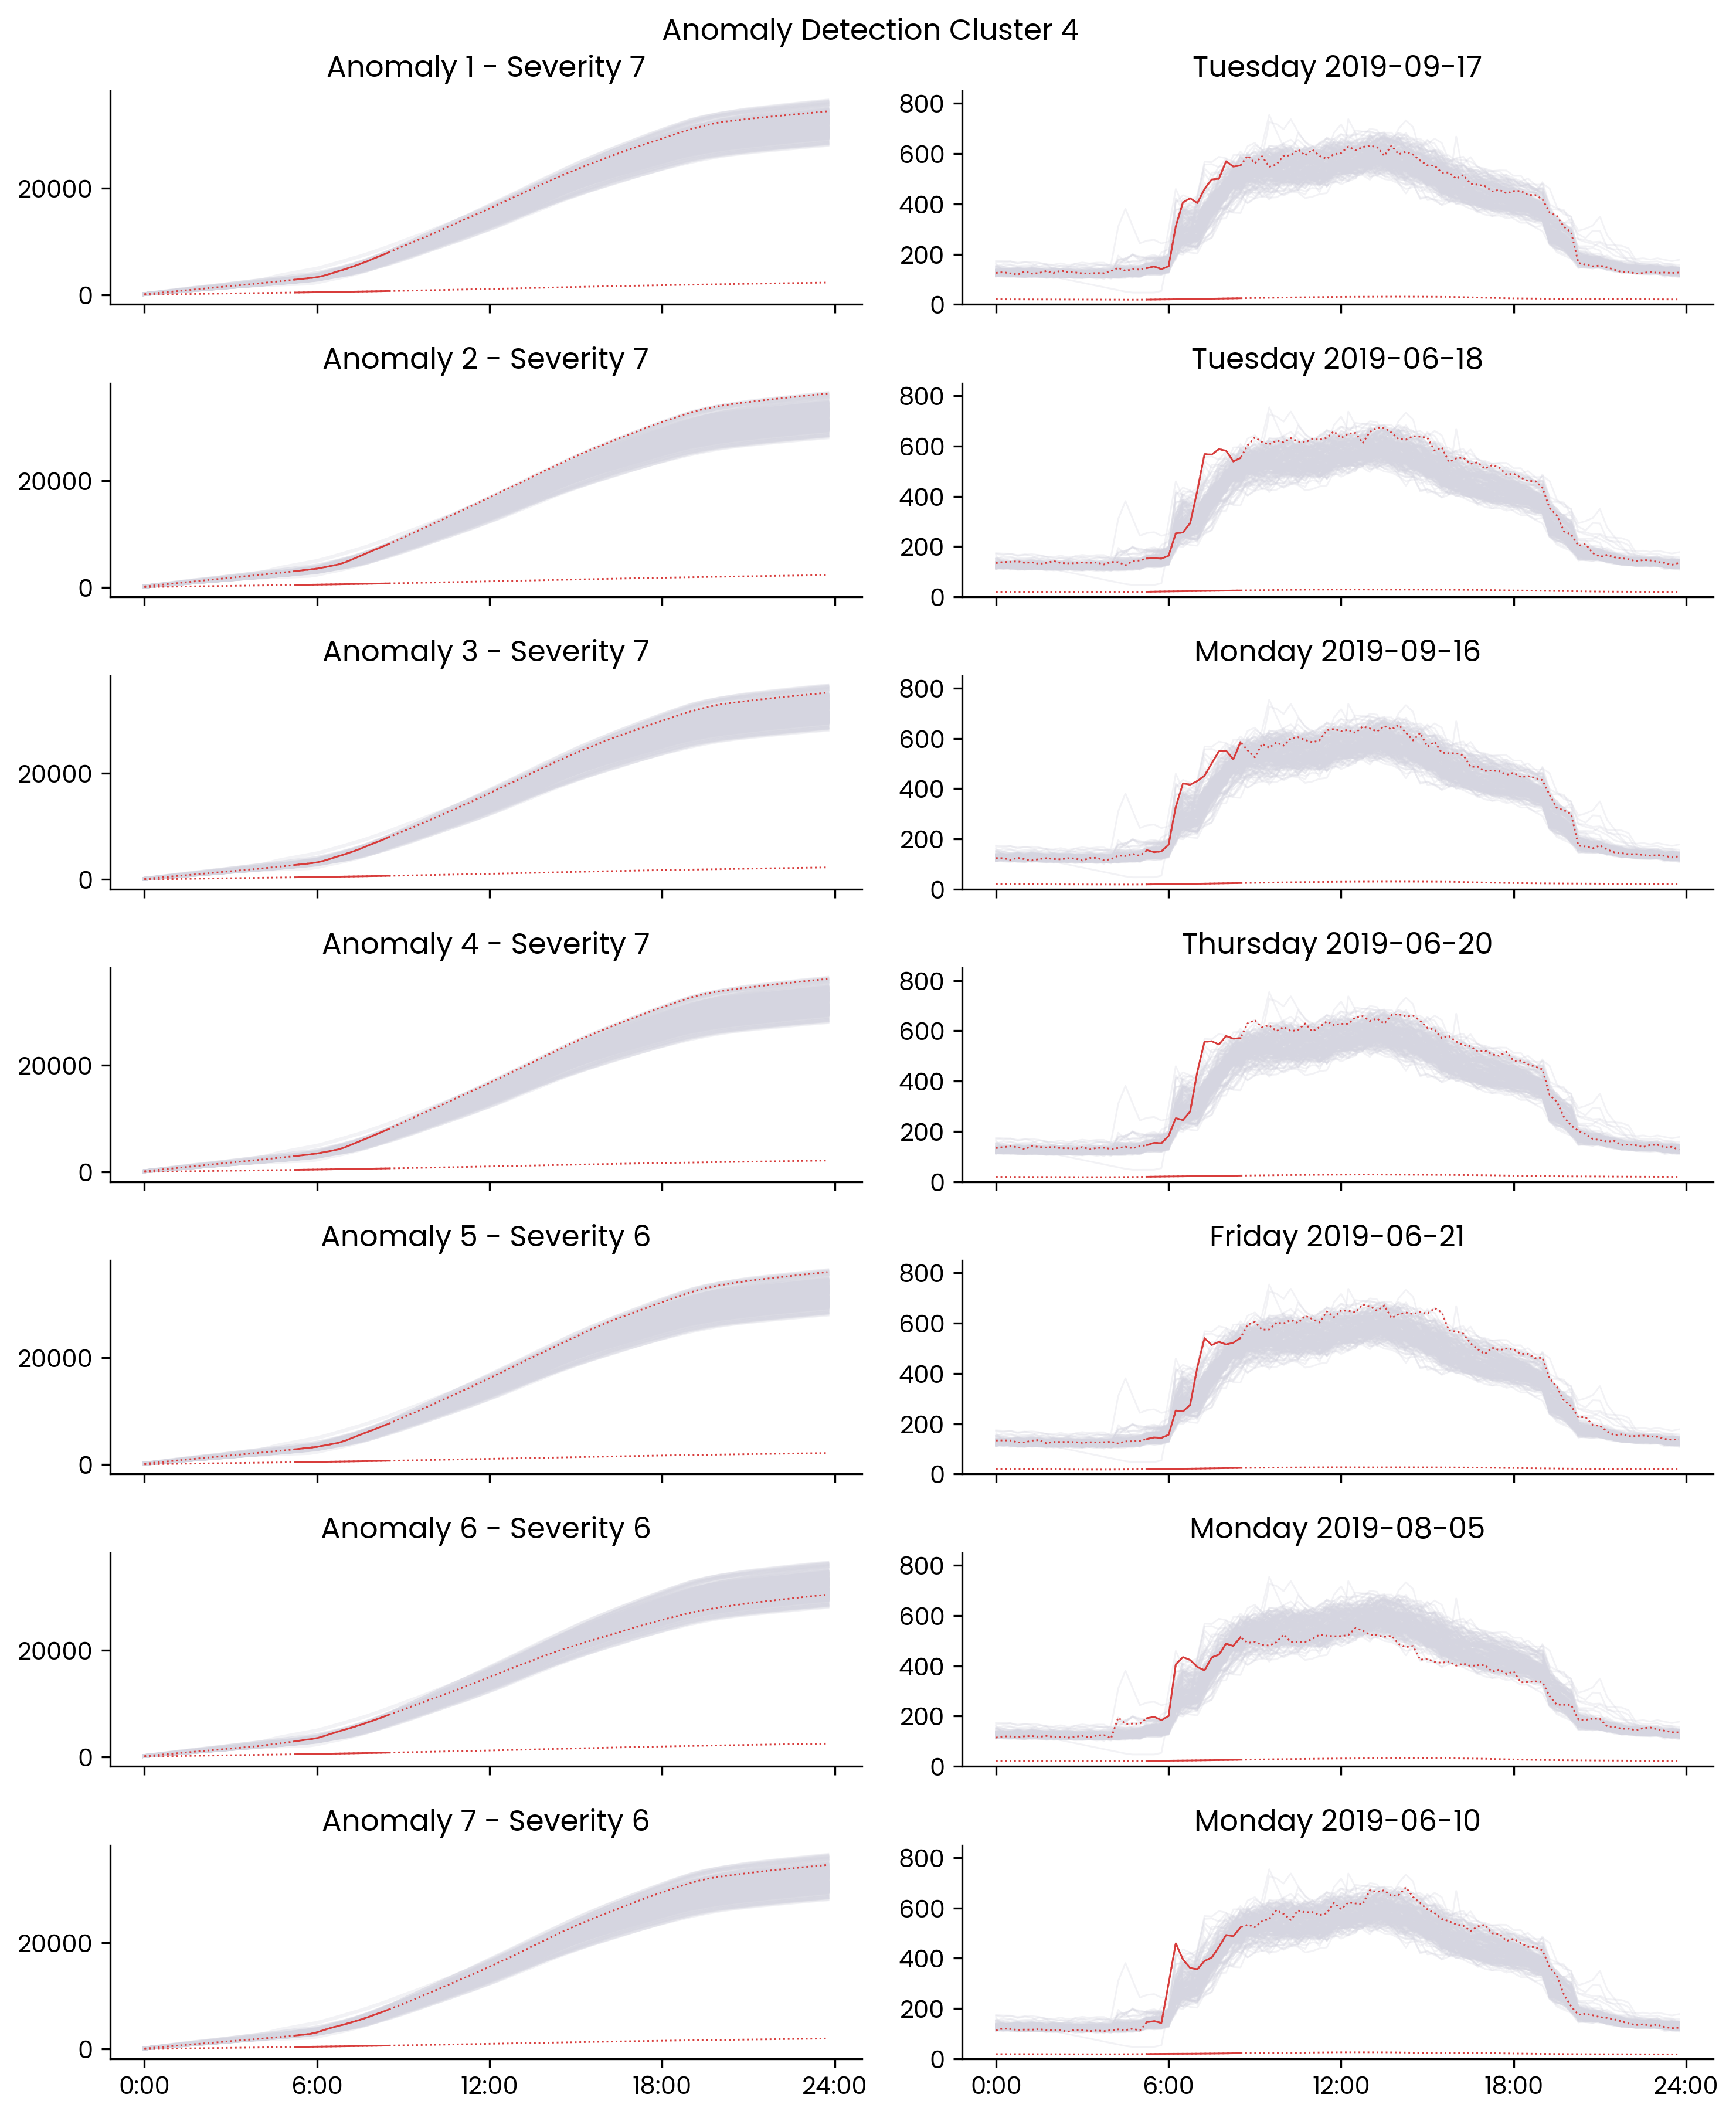 Anomaly Detection Cluster 4
Anomaly 1 - Severity 7
Tuesday 2019-09-17
20000
0
800
600
400
200
0
Anomaly 2 - Severity 7
Tuesday 2019-06-18
20000
0
800
600
400
200
0
Anomaly 3 - Severity 7
Monday 2019-09-16
20000
0
800
600
400
200
0
Anomaly 4 - Severity 7
Thursday 2019-06-20
20000
0
800
600
400
200
0
Anomaly 5 - Severity 6
Friday 2019-06-21
20000
0
800
600
400
200
0
Anomaly 6 - Severity 6
Monday 2019-08-05
20000
0
800
600
400
200
0
Anomaly 7 - Severity 6
Monday 2019-06-10
20000
0
800
600
400
200
0
0:00 6:00 12:00 18:00 24:00
0:00 6:00 12:00 18:00 24:00